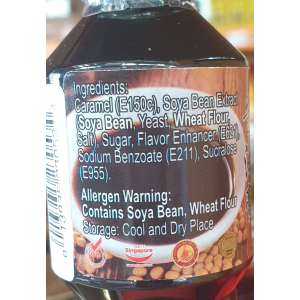 Ingredients:
Caramel (E150c), Soya Bean Extract
(Soya Bean, Yeast, Wheat Flour,
Salt), Sugar, Flavor Enhancer (E621
Sodium Benzoate (E211), Sucralose
(E955).
Allergen Warning:
Contains Soya Bean, Wheat Flour
Storage: Cool and Dry Place
Singapore